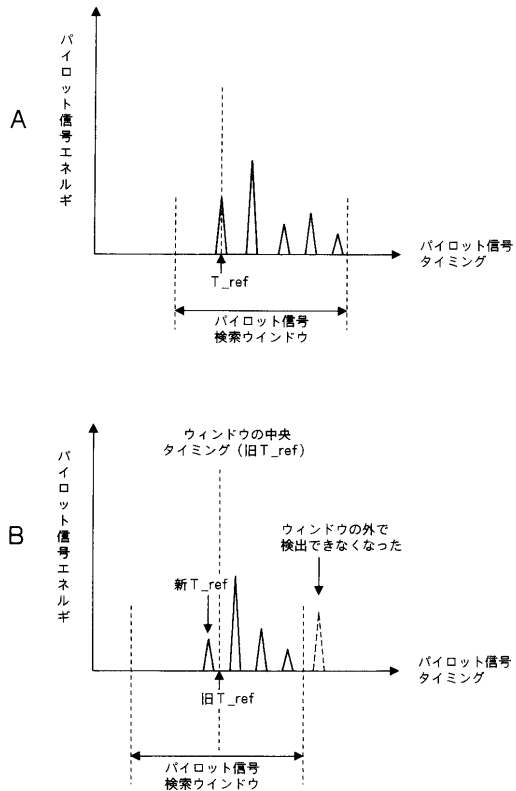 A
パイロット信号エネルギ
T_ref
パイロット信号
タイミング
パイロット信号
検索ウインドウ
B
パイロット信号エネルギ
ウィンドウの中央
タイミング（旧T_ref）
ウィンドウの外で
検出できなくなった
新T_ref
旧T_ref
パイロット信号
タイミング
パイロット信号
検索ウインドウ